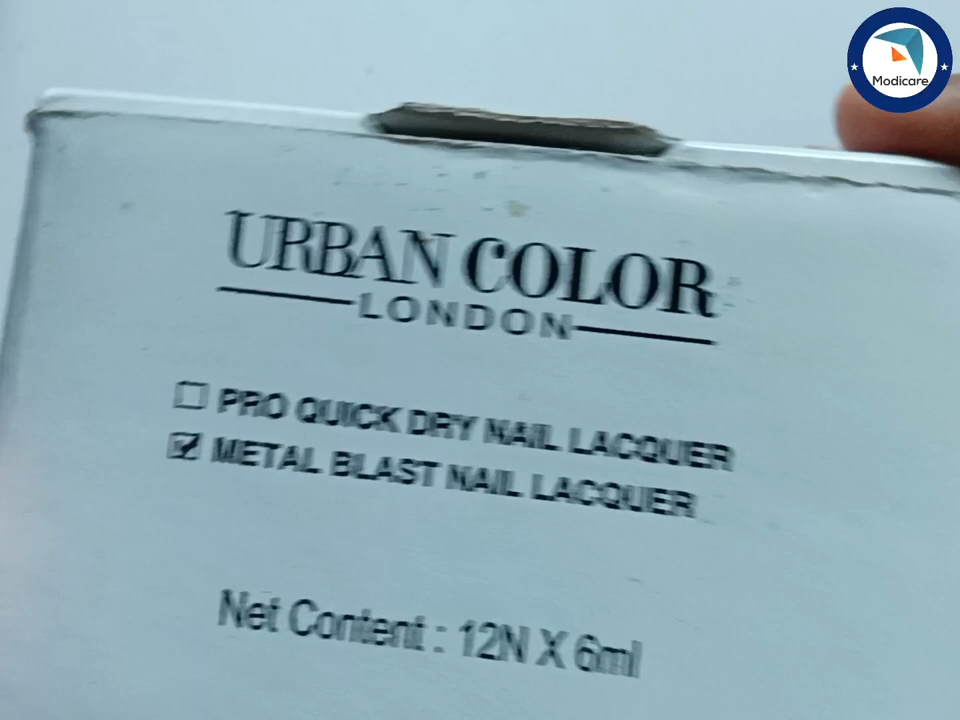 Modicare
URBAN COLOR
LONDON
PRO QUICK DRY NAIL LACQUER
METAL BLAST NAIL LACQUER
Net Content : 12N X 6ml